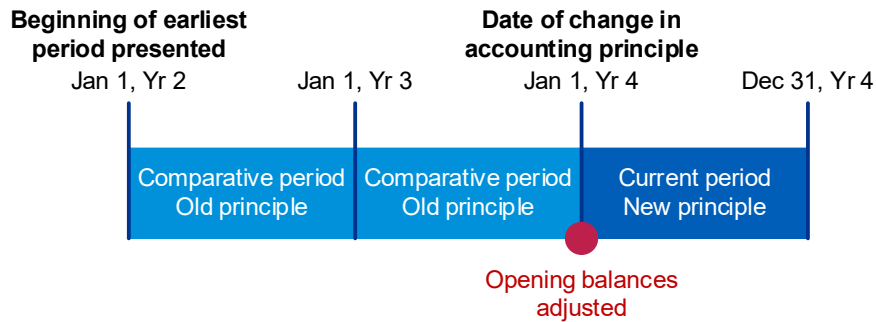 Beginning of earliest
period presented
Date of change in
accounting principle
Jan 1, Yr 2
Jan 1, Yr 3
Jan 1, Yr 4
Dec 31, Yr 4
Comparative period
Old principle
Comparative period
Old principle
Current period
New principle
Opening balances
adjusted